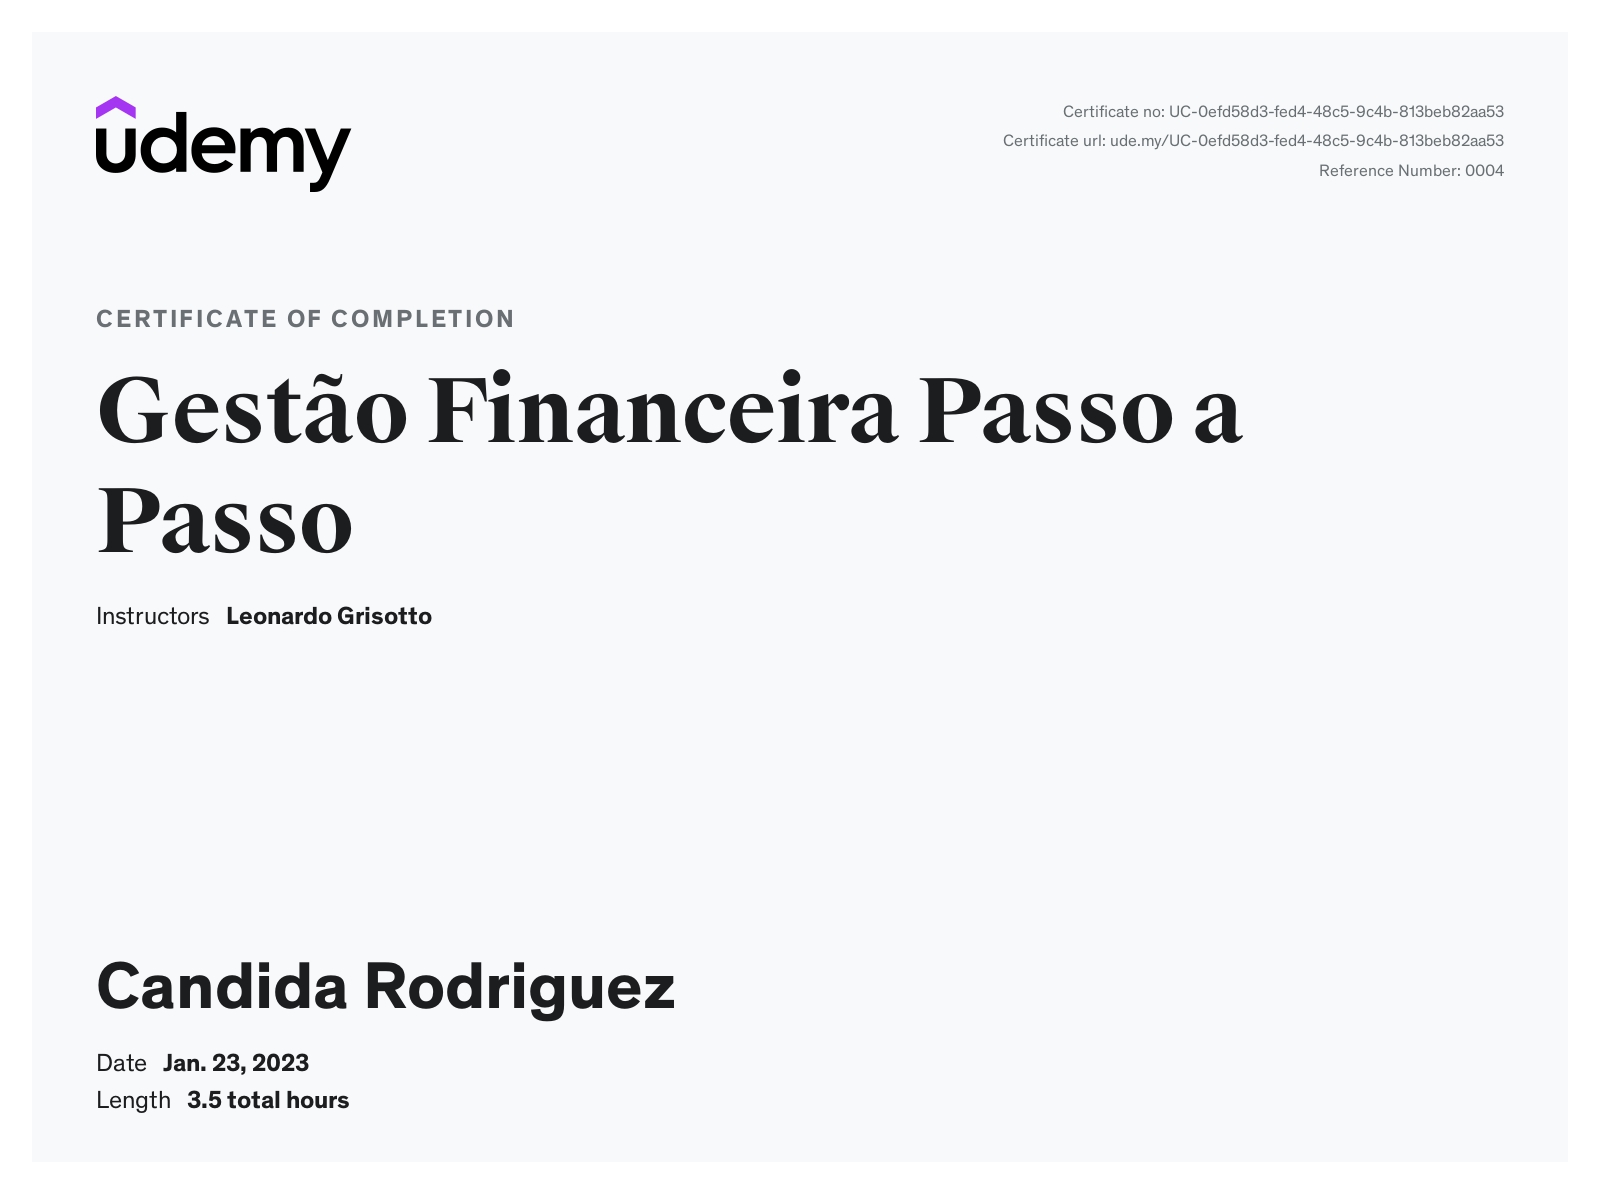 udemy
Certificate no: UC-0efd58d3-fed4-48c5-9c4b-813beb82aa53
Certificate url: ude.my/UC-0efd58d3-fed4-48c5-9c4b-813beb82aa53
Reference Number: 0004
CERTIFICATE OF COMPLETION
Gestão Financeira Passo a
Passo
Instructors Leonardo Grisotto
Candida Rodriguez
Date Jan. 23, 2023
Length 3.5 total hours